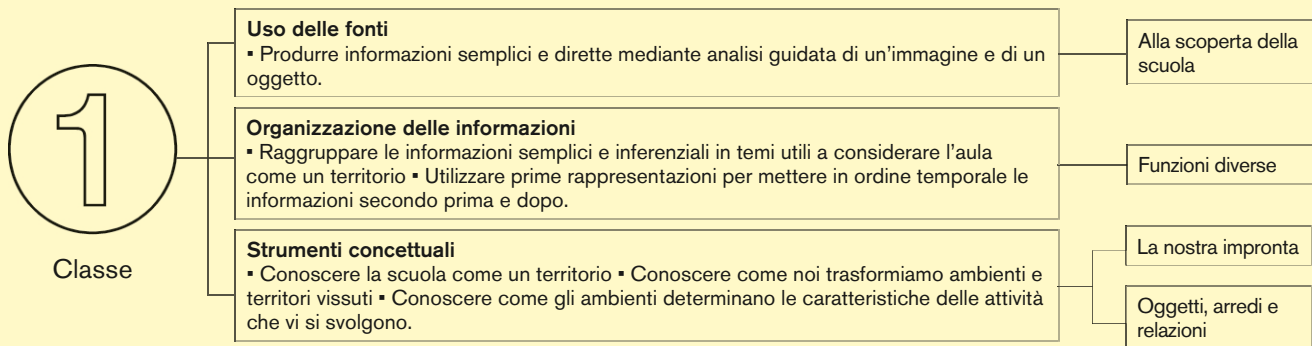 1
Classe
Uso delle fonti
▪ Produrre informazioni semplici e dirette mediante analisi guidata di un'immagine e di un
oggetto.
Alla scoperta della
scuola
Organizzazione delle informazioni
▪ Raggruppare le informazioni semplici e inferenziali in temi utili a considerare l'aula
come un territorio ▪ Utilizzare prime rappresentazioni per mettere in ordine temporale le
informazioni secondo prima e dopo.
Funzioni diverse
Strumenti concettuali
▪ Conoscere la scuola come un territorio ▪ Conoscere come noi trasformiamo ambienti e
territori vissuti ▪ Conoscere come gli ambienti determinano le caratteristiche delle attività
che vi si svolgono.
La nostra impronta
Oggetti, arredi e
relazioni